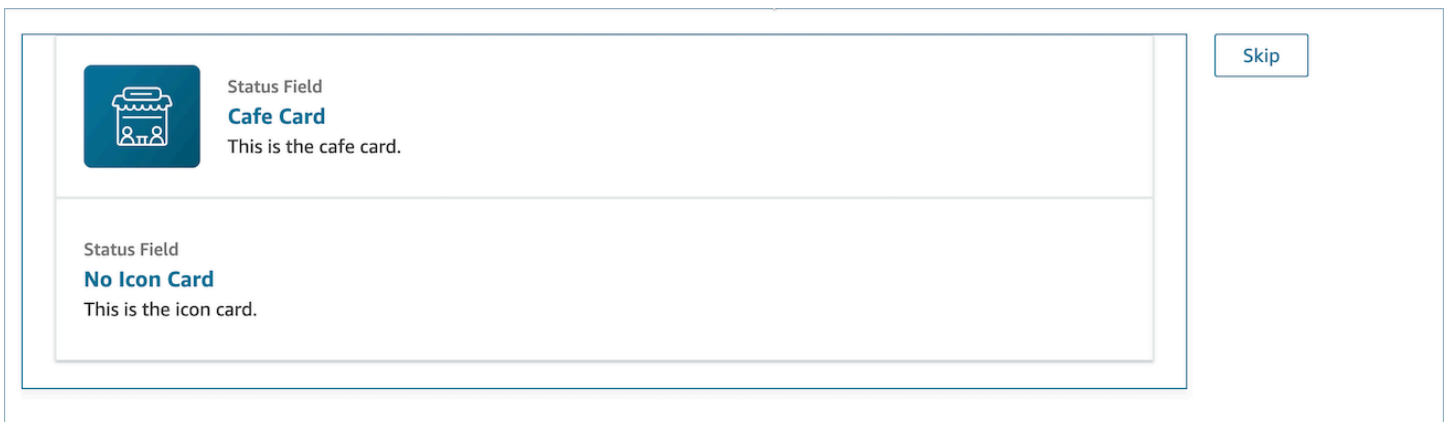 Skip
Status Field
Cafe Card
This is the cafe card.
Status Field
No Icon Card
This is the icon card.